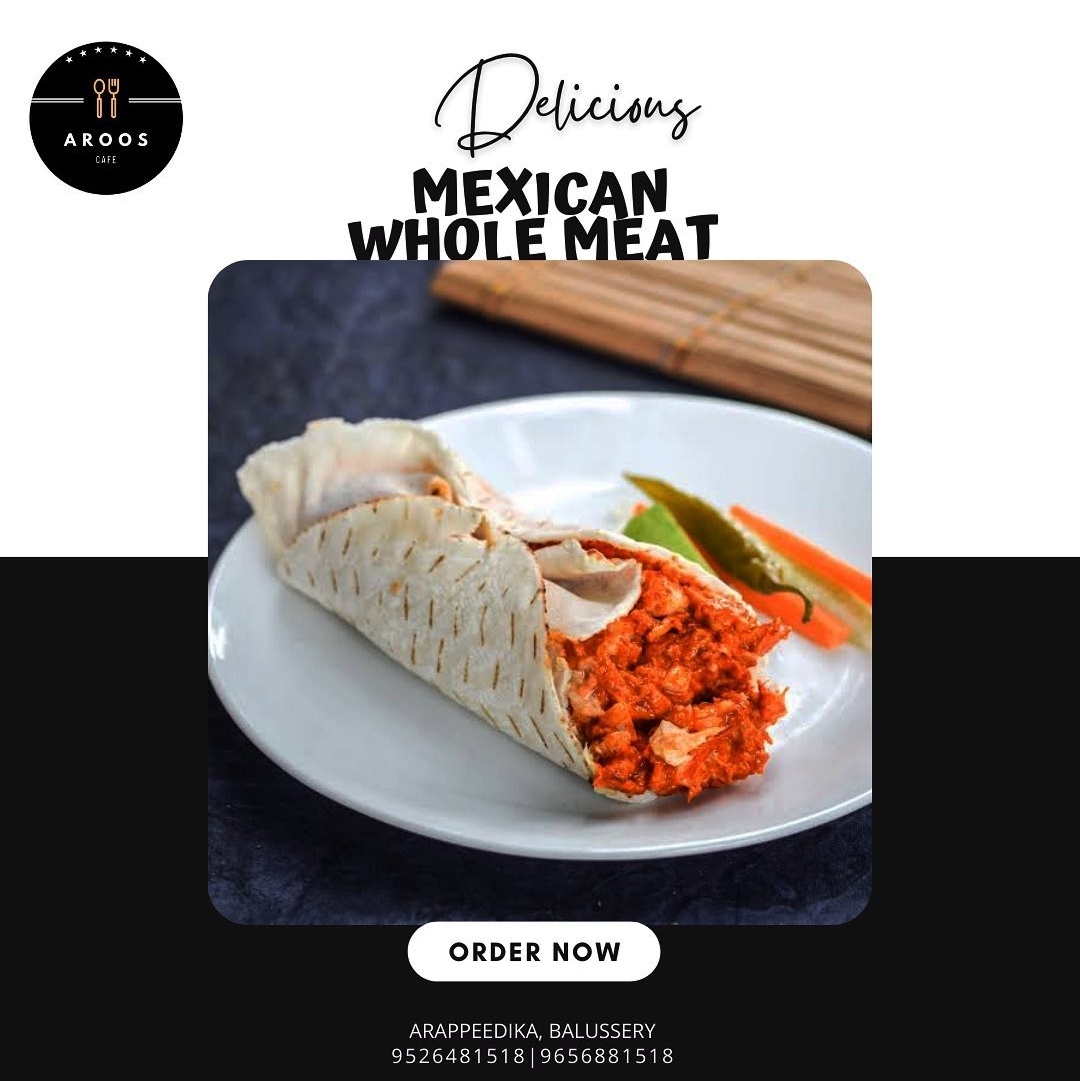 AROOS
CAFE
Delicious
MEXICAN
WHOLE MEAT
ORDER NOW
ARAPPEEDIKA, BALUSSERY
9526481518|9656881518